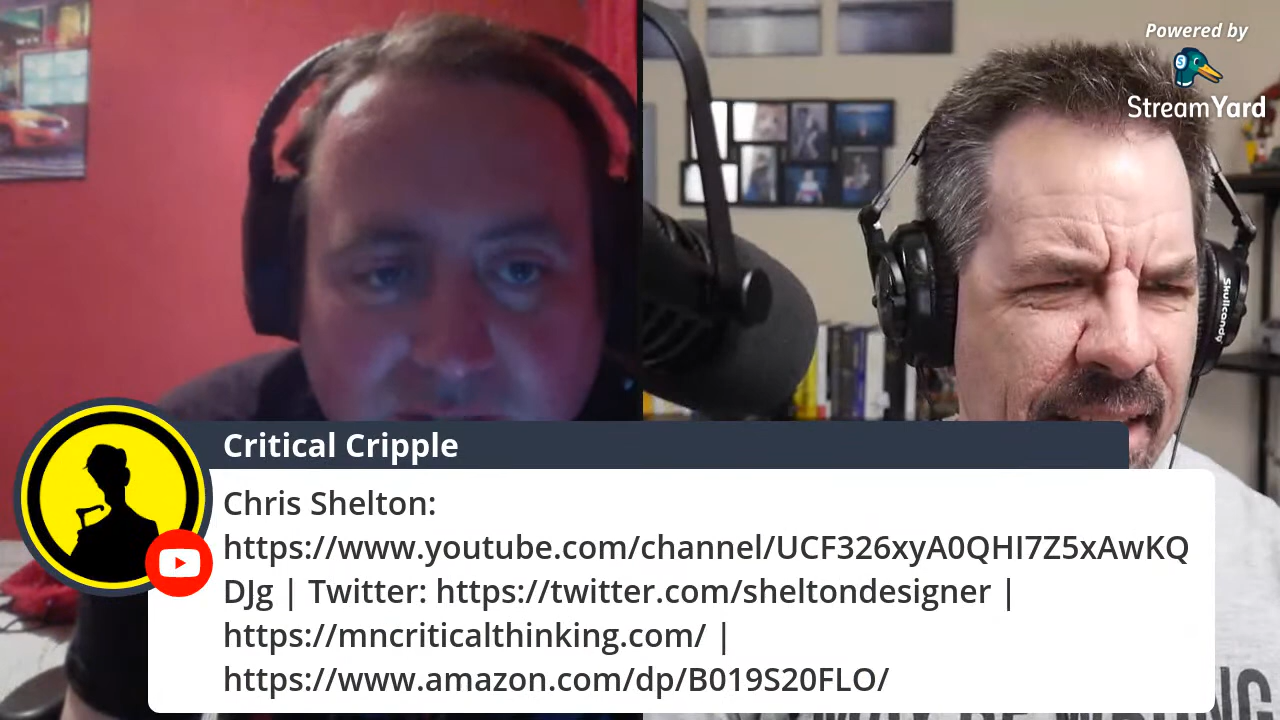 Powered by
StreamYard
Skullcandy
Critical Cripple
Chris Shelton:
https://www.youtube.com/channel/UCF326xyA0QHI7Z5xAwKQ
DJg | Twitter: https://twitter.com/sheltondesigner |
https://mncriticalthinking.com/ |
https://www.amazon.com/dp/B019S20FLO/